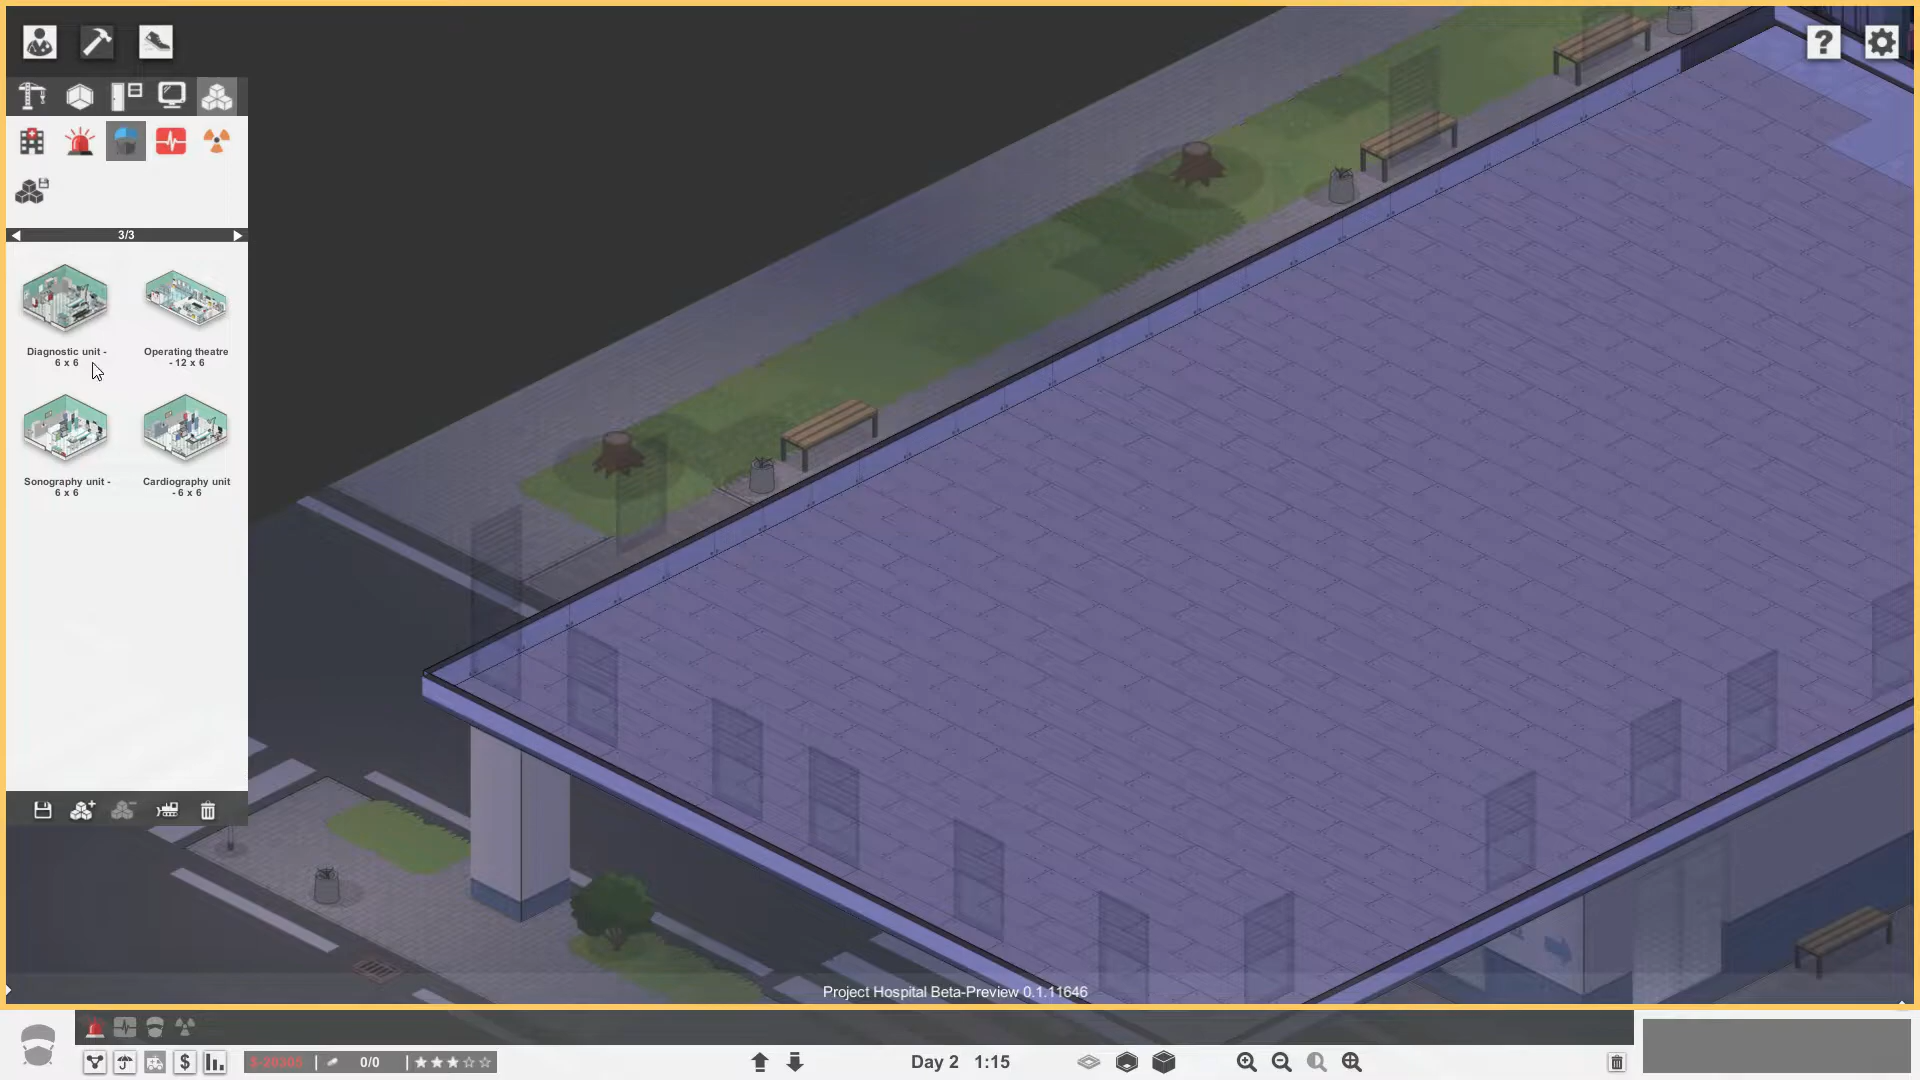 3/3
Diagnostic unit -
6 x 6
Operating theatre
- 12 x 6
Sonography unit -
6 x 6
Cardiography unit
- 6 x 6
Project Hospital Beta-Preview 0.1.11646
0/0
Day 2 1:15